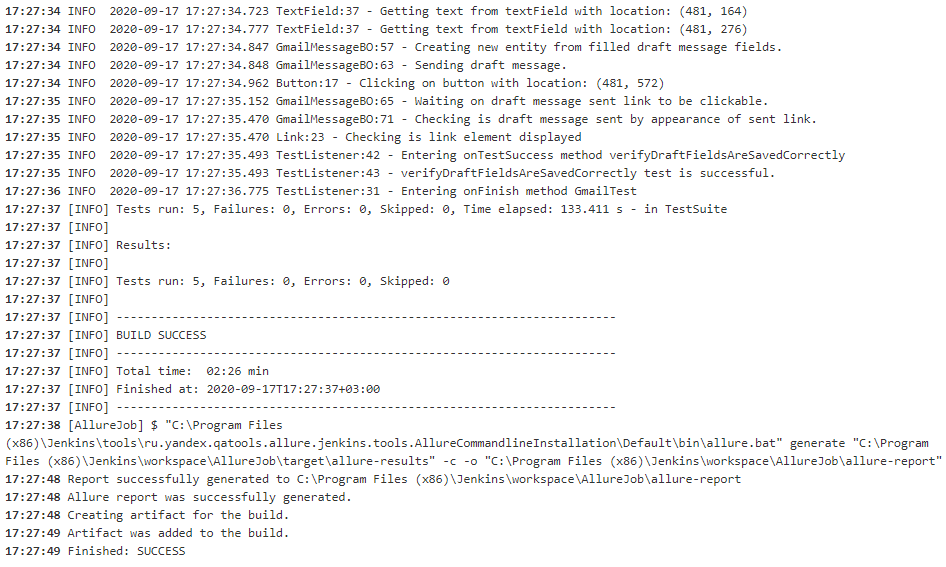 17:27:34 INFO  2020-09-17 17:27:34.723 TextField:37 - Getting text from textField with location: (481, 164)
17:27:34 INFO  2020-09-17 17:27:34.777 TextField:37 - Getting text from textField with location: (481, 276)
17:27:34 INFO  2020-09-17 17:27:34.847 GmailMessageBO:57 - Creating new entity from filled draft message fields.
17:27:34 INFO  2020-09-17 17:27:34.848 GmailMessageBO:63 - Sending draft message.
17:27:34 INFO  2020-09-17 17:27:34.962 Button:17 - Clicking on button with location: (481, 572)
17:27:35 INFO  2020-09-17 17:27:35.152 GmailMessageBO:65 - Waiting on draft message sent link to be clickable.
17:27:35 INFO  2020-09-17 17:27:35.470 GmailMessageBO:71 - Checking is draft message sent by appearance of sent link.
17:27:35 INFO  2020-09-17 17:27:35.470 Link:23 - Checking is link element displayed
17:27:35 INFO  2020-09-17 17:27:35.493 TestListener:42 - Entering onTestSuccess method verifyDraftFieldsAreSavedCorrectly
17:27:35 INFO  2020-09-17 17:27:35.493 TestListener:43 - verifyDraftFieldsAreSavedCorrectly test is successful.
17:27:36 INFO  2020-09-17 17:27:36.775 TestListener:31 - Entering onFinish method GmailTest
17:27:37 [INFO] Tests run: 5, Failures: 0, Errors: 0, Skipped: 0, Time elapsed: 133.411 s - in TestSuite
17:27:37 [INFO]
17:27:37 [INFO] Results:
17:27:37 [INFO]
17:27:37 [INFO] Tests run: 5, Failures: 0, Errors: 0, Skipped: 0
17:27:37 [INFO]
17:27:37 [INFO] ------------------------------------------------------------------------
17:27:37 [INFO] BUILD SUCCESS
17:27:37 [INFO] ------------------------------------------------------------------------
17:27:37 [INFO] Total time:  02:26 min
17:27:37 [INFO] Finished at: 2020-09-17T17:27:37+03:00
17:27:37 [INFO] ------------------------------------------------------------------------
17:27:38 [AllureJob] $ "C:\Program Files
(x86)\Jenkins\tools\ru.yandex.qatools.allure.jenkins.tools.AllureCommandlineInstallation\Default\bin\allure.bat" generate "C:\Program
Files (x86)\Jenkins\workspace\AllureJob\target\allure-results" -c -o "C:\Program Files (x86)\Jenkins\workspace\AllureJob\allure-report"
17:27:48 Report successfully generated to C:\Program Files (x86)\Jenkins\workspace\AllureJob\allure-report
17:27:48 Allure report was successfully generated.
17:27:48 Creating artifact for the build.
17:27:49 Artifact was added to the build.
17:27:49 Finished: SUCCESS